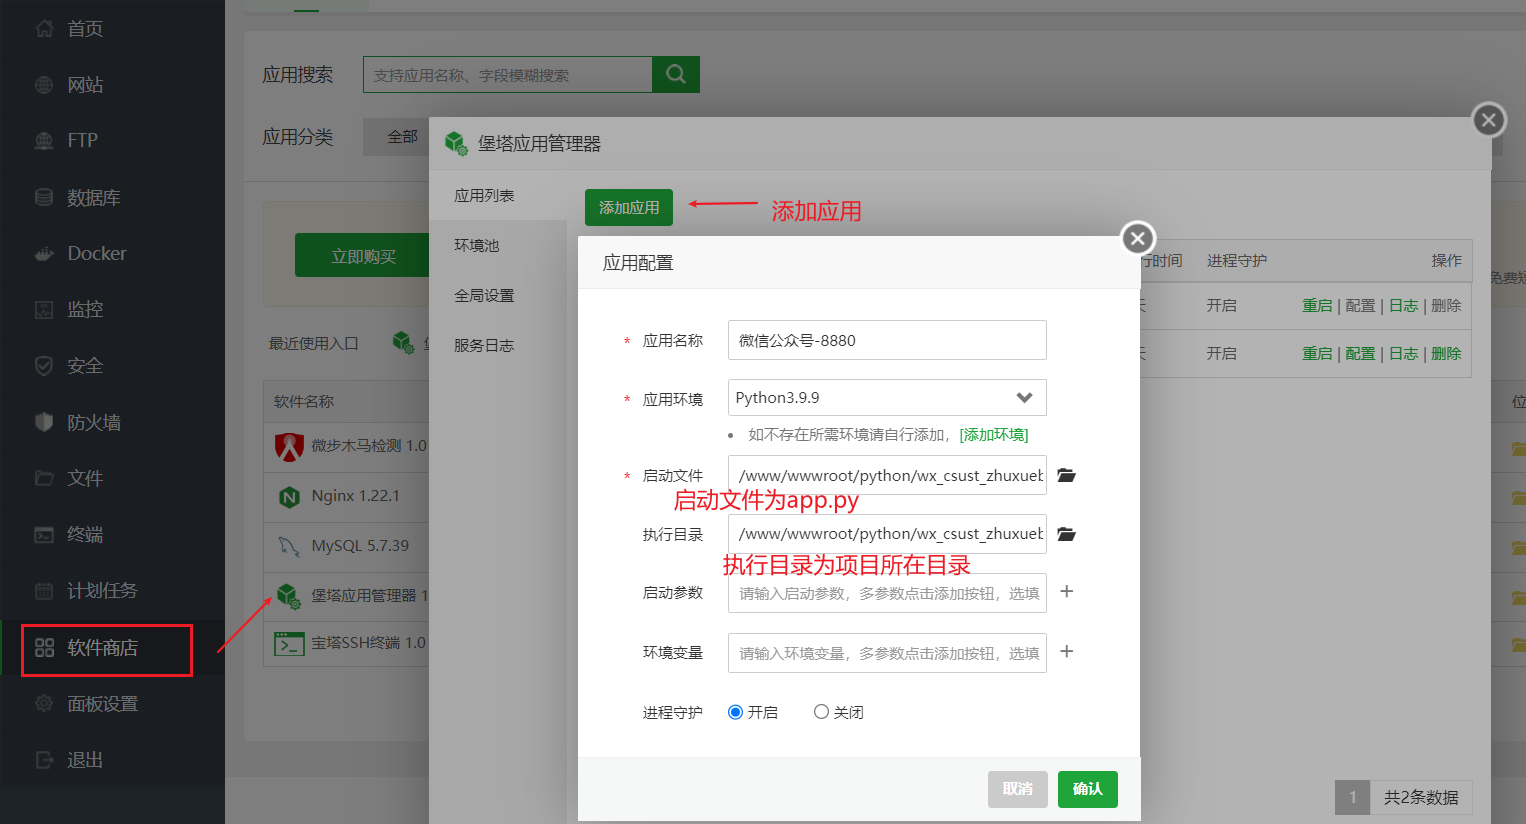 首页
网站
FTP
数据库
Docker
监控
安全
防火墙
文件
终端
计划任务
软件商店
面板设置
退出
应用搜索
支持应用名称、字段模糊搜索
应用分类
全部
立即购买
最近使用入口
软件名称
微步木马检测 1.0
Nginx 1.22.1
MySQL 5.7.39
堡塔应用管理器 1
宝塔SSH终端 1.0
堡塔应用管理器
应用列表
环境池
全局设置
服务日志
添加应用
添加应用
行时间 进程守护 操作
天 开启 重启 | 配置 | 日志 | 删除
天 开启 重启 | 配置 | 日志 | 删除
应用配置
* 应用名称 微信公众号-8880
* 应用环境 Python3.9.9
• 如不存在所需环境请自行添加，[添加环境]
* 启动文件 /www/wwwroot/python/wx_csust_zhuxueb
启动文件为app.py
执行目录 /www/wwwroot/python/wx_csust_zhuxueb
执行目录为项目所在目录
启动参数 请输入启动参数，多参数点击添加按钮，选填 +
环境变量 请输入环境变量，多参数点击添加按钮，选填 +
进程守护 开启 关闭
取消 确认
1 共2条数据
免费
位